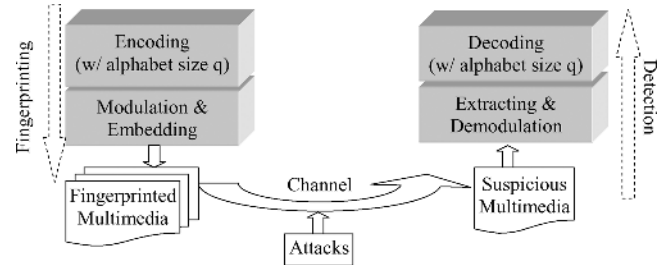 Fingerprinting
Encoding
(w/ alphabet size q)
Modulation &
Embedding
Fingerprinted
Multimedia
Channel
Attacks
Decoding
(w/ alphabet size q)
Extracting &
Demodulation
Suspicious
Multimedia
Detection